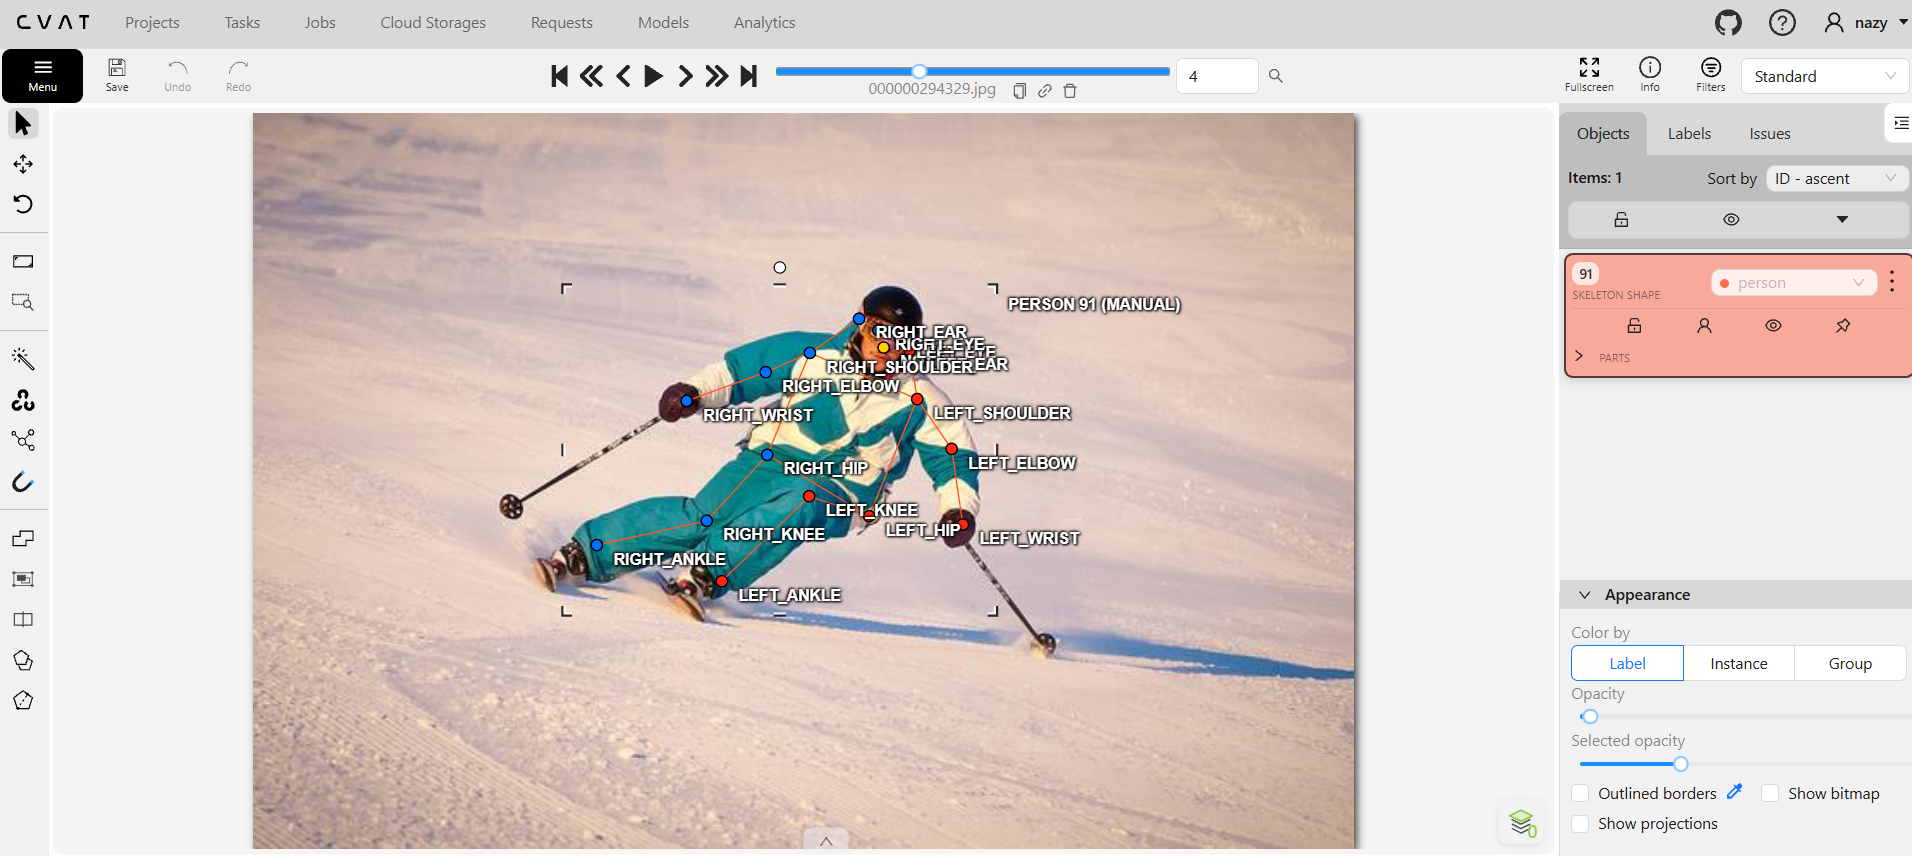 CVAT Projects Tasks Jobs Cloud Storages Requests Models Analytics nazy
Menu Save Undo Redo 000000294329.jpg 4 Fullscreen Info Filters Standard
Objects Labels Issues
Items: 1 Sort by ID - ascent
91 person
SKELETON SHAPE
PARTS
PERSON 91 (MANUAL)
RIGHT_EAR
RIGHT_EYE
LEFT_EYE
EAR
RIGHT_SHOULDER
RIGHT_ELBOW
RIGHT_WRIST
LEFT_SHOULDER
LEFT_ELBOW
RIGHT_HIP
LEFT_KNEE
LEFT_HIP
RIGHT_KNEE
LEFT_WRIST
RIGHT_ANKLE
LEFT_ANKLE
Appearance
Color by
Label Instance Group
Opacity
Selected opacity
Outlined borders Show bitmap
Show projections
0